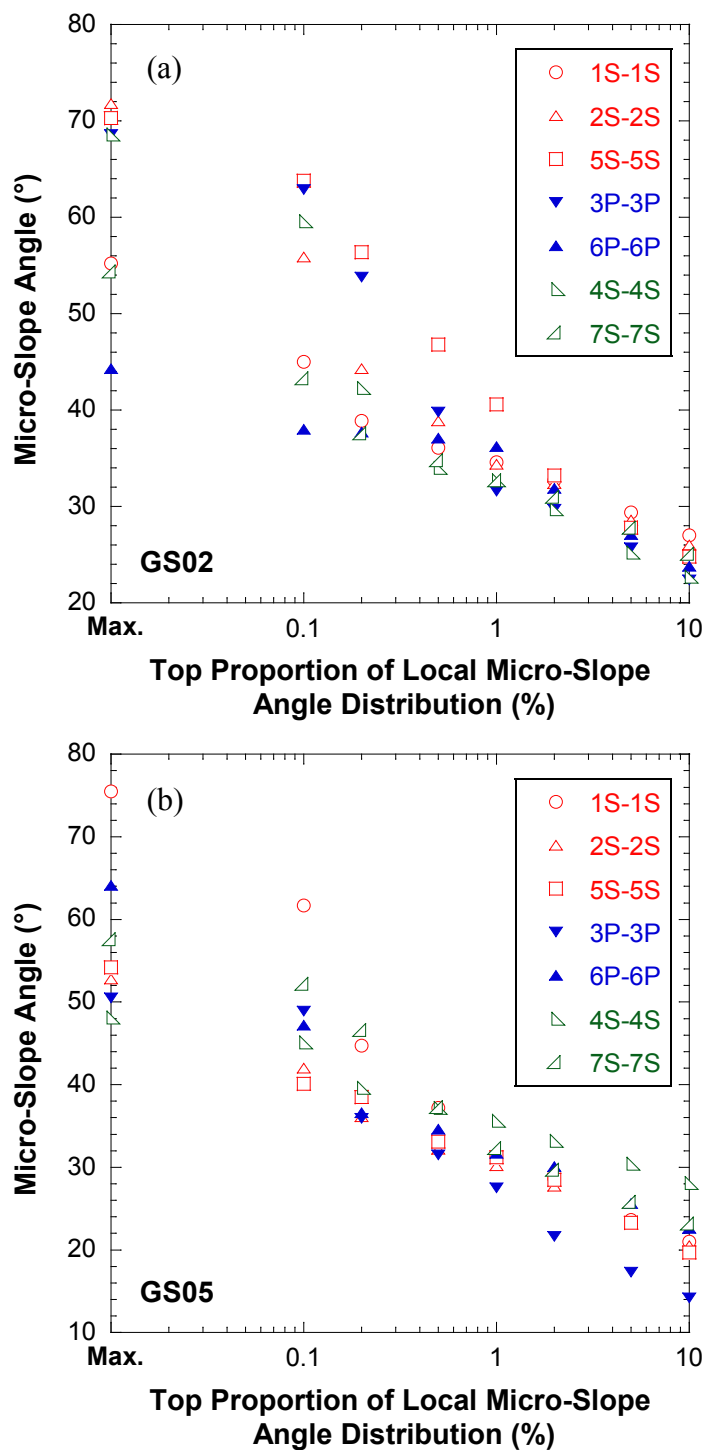 80
70
60
50
40
30
20
Micro-Slope Angle (°)
(a)
1S-1S
2S-2S
5S-5S
3P-3P
6P-6P
4S-4S
7S-7S
GS02
Max.
0.1
1
10
Top Proportion of Local Micro-Slope
Angle Distribution (%)
80
70
60
50
40
30
20
10
Micro-Slope Angle (°)
(b)
1S-1S
2S-2S
5S-5S
3P-3P
6P-6P
4S-4S
7S-7S
GS05
Max.
0.1
1
10
Top Proportion of Local Micro-Slope
Angle Distribution (%)